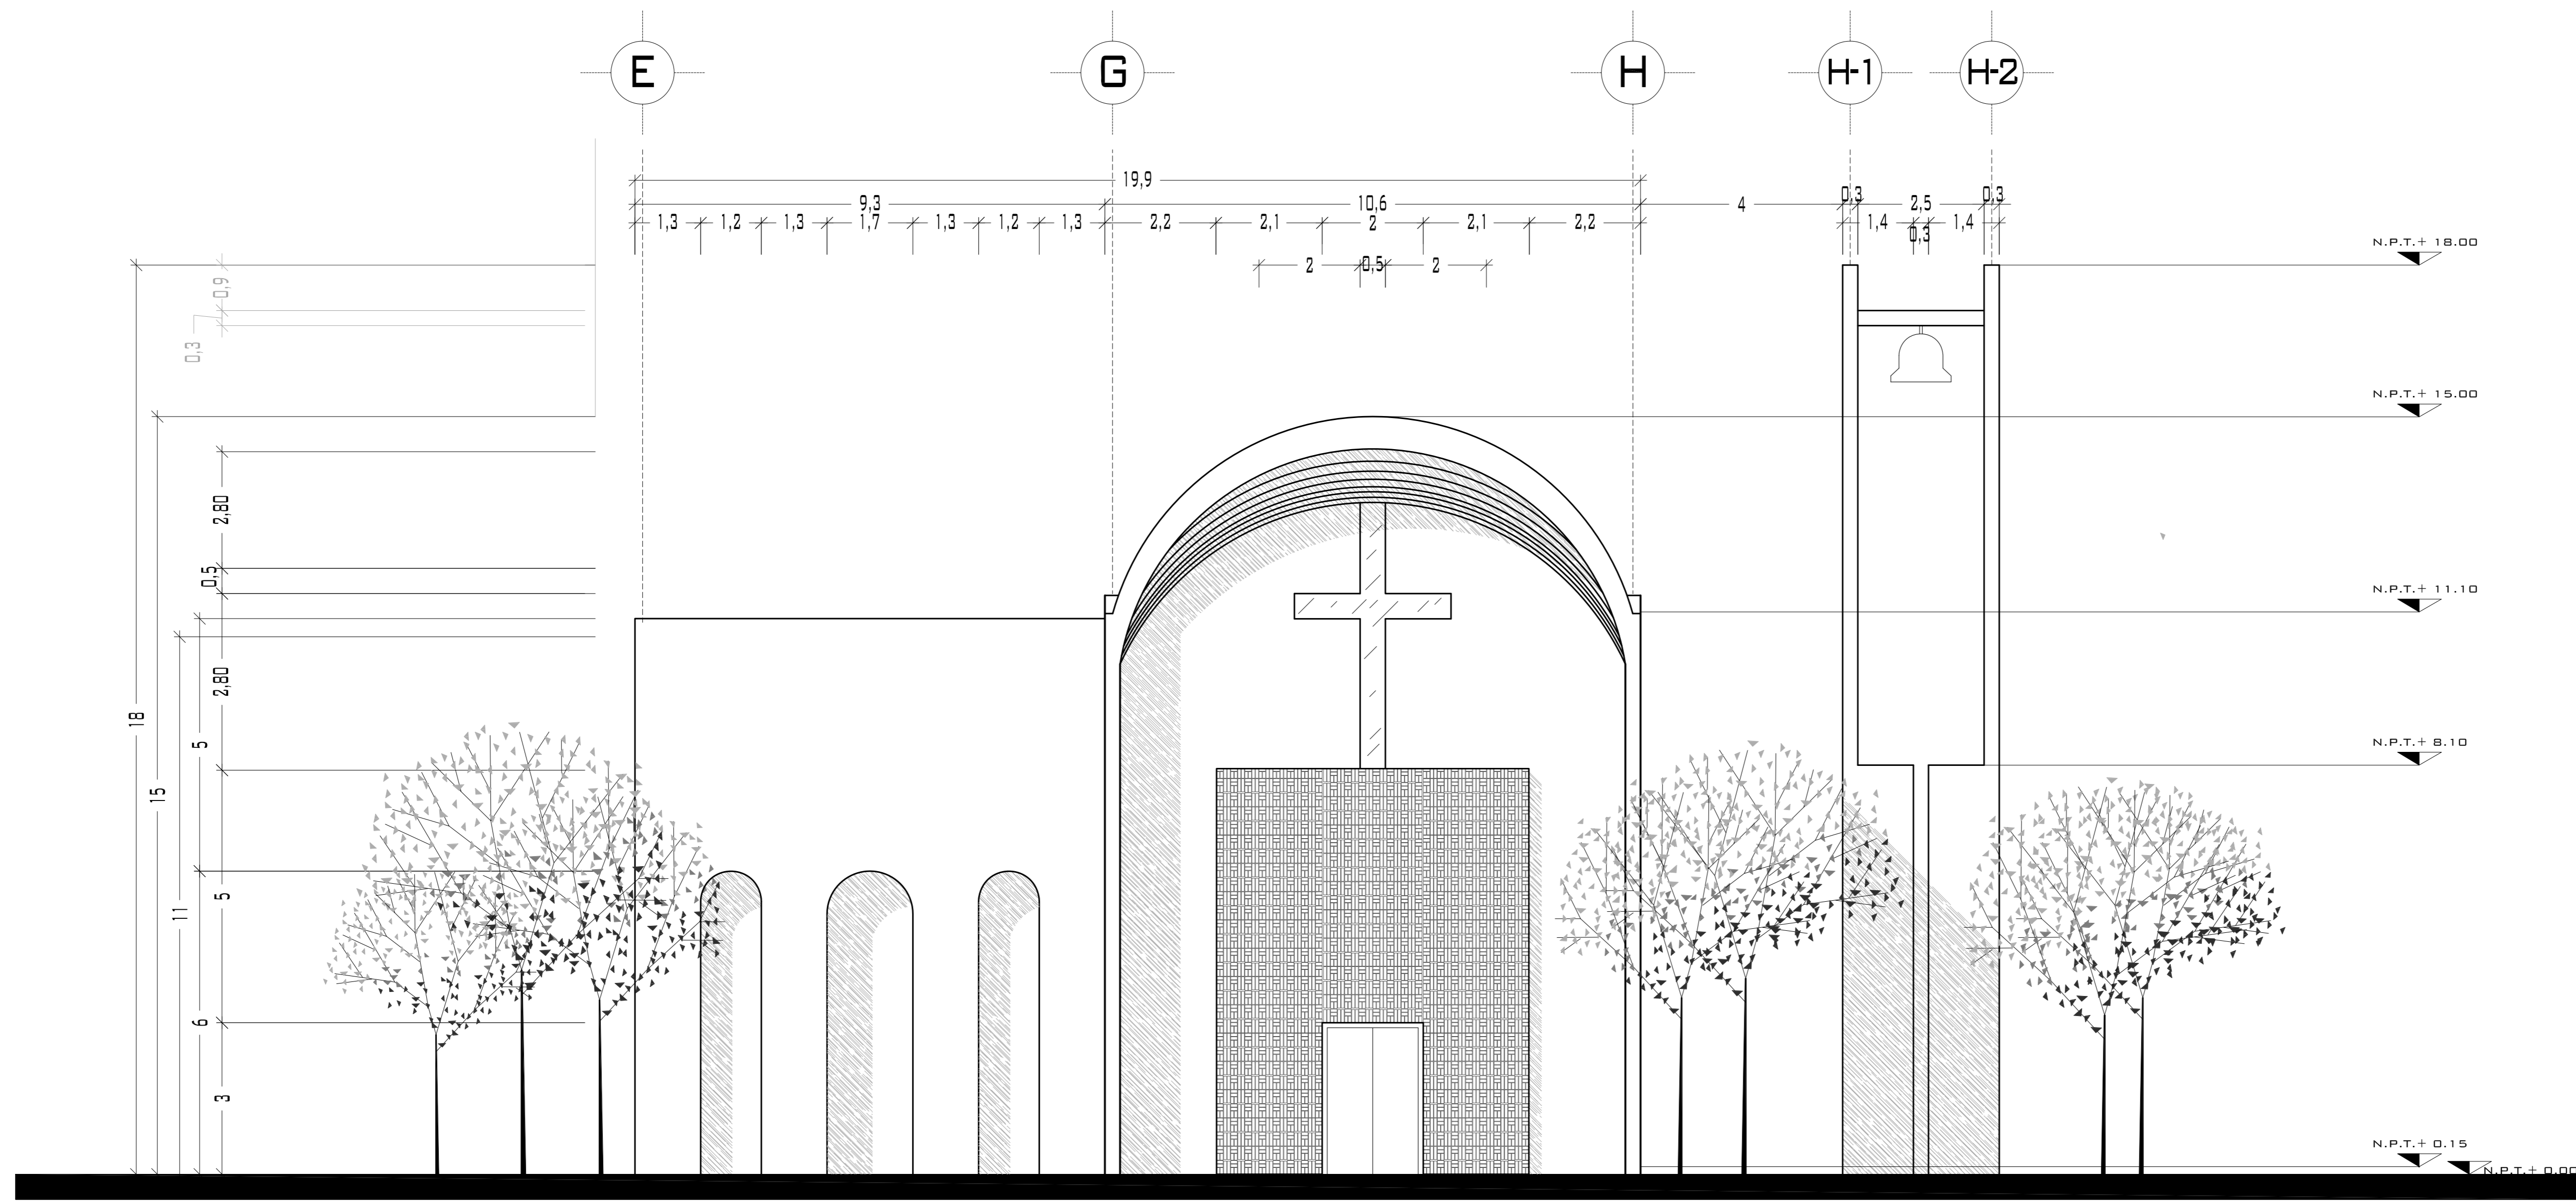 E G H H-1 H-2
19,9
9,3 10,6 4 0,3 2,5 0,3
1,3 1,2 1,3 1,7 1,3 1,2 1,3 2,2 2,1 2 2,1 2,2 1,4 0,3 1,4
2 0,5 2
N.P.T.+ 18.00
0,9
0,3
N.P.T.+ 15.00
2,80
0,5
N.P.T.+ 11.10
2,80
18
5
N.P.T.+ 8.10
15
5
11
6
3
N.P.T.+ 0.15
N.P.T.+ 0.00